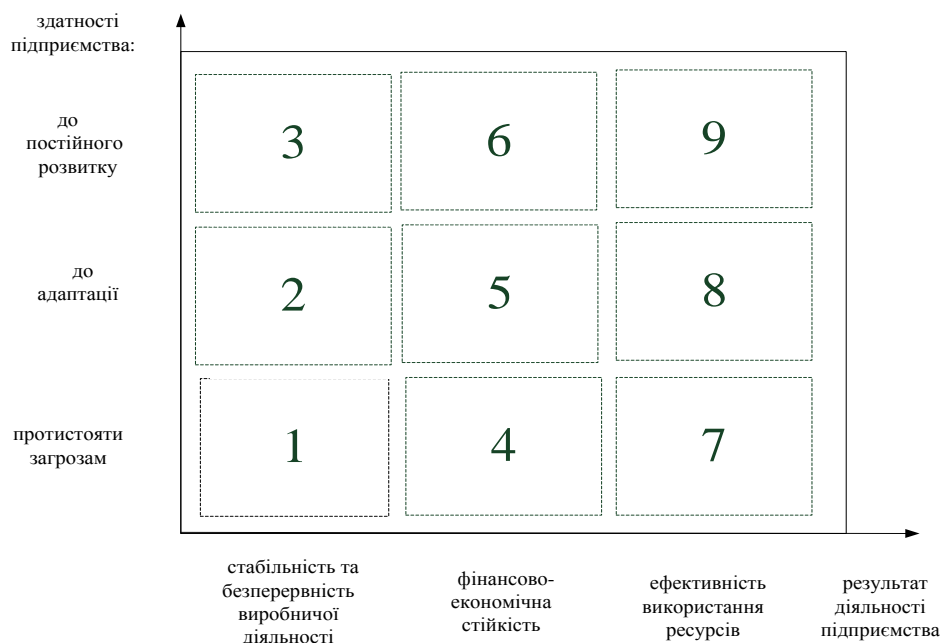 здатності
підприємства:
до
постійного
розвитку
3
6
9
до
адаптації
2
5
8
протистояти
загрозам
1
4
7
стабільність та
безперервність
виробничої
діяльності
фінансово-
економічна
стійкість
ефективність
використання
ресурсів
результат
діяльності
підприємства